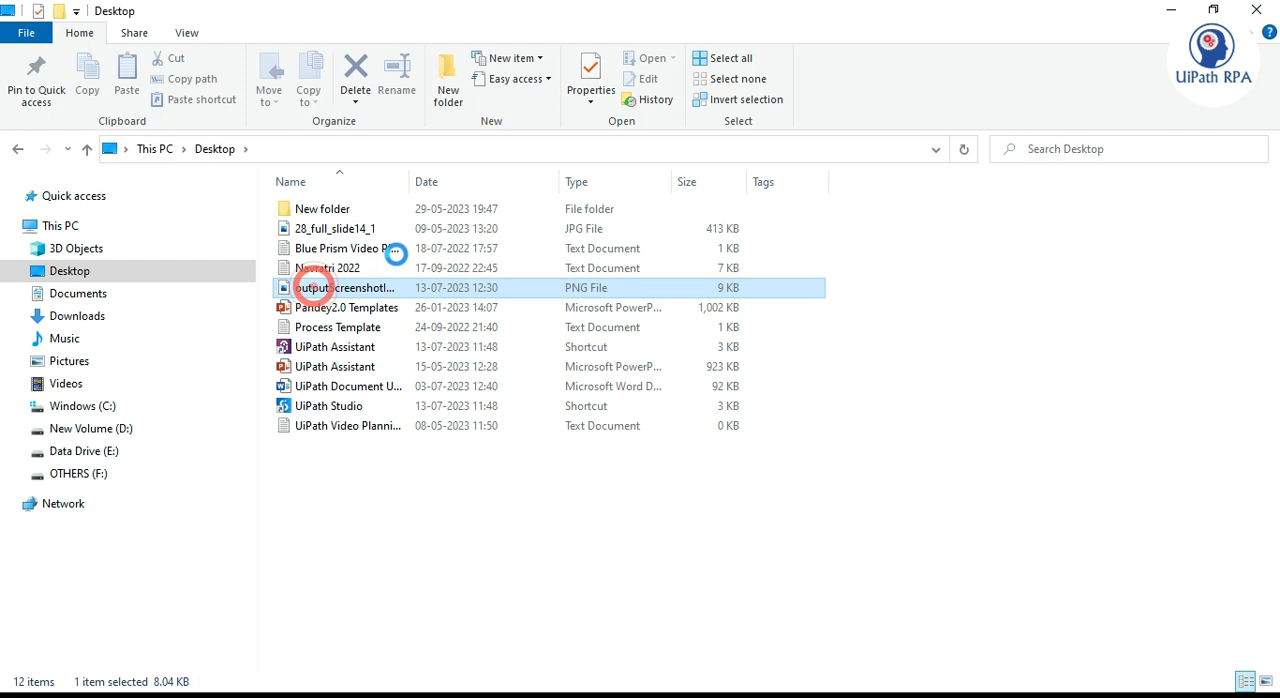 Desktop
File Home Share View
Pin to Quick access
Copy
Paste
Cut
Copy path
Paste shortcut
Clipboard
Move to
Copy to
Delete
Rename
Organize
New folder
New item
Easy access
New
Properties
Open
Edit
History
Open
Select all
Select none
Invert selection
Select
UiPath RPA
This PC > Desktop >
Search Desktop
Quick access
This PC
3D Objects
Desktop
Documents
Downloads
Music
Pictures
Videos
Windows (C:)
New Volume (D:)
Data Drive (E:)
OTHERS (F:)
Network
Name Date Type Size Tags
New folder 29-05-2023 19:47 File folder
28_full_slide14_1 09-05-2023 13:20 JPG File 413 KB
Blue Prism Video 18-07-2022 17:57 Text Document 1 KB
Navratri 2022 17-09-2022 22:45 Text Document 7 KB
outputScreenshotI... 13-07-2023 12:30 PNG File 9 KB
Pandey2.0 Templates 26-01-2023 14:07 Microsoft PowerP... 1,002 KB
Process Template 24-09-2022 21:40 Text Document 1 KB
UiPath Assistant 13-07-2023 11:48 Shortcut 3 KB
UiPath Assistant 15-05-2023 12:28 Microsoft PowerP... 923 KB
UiPath Document U... 03-07-2023 12:40 Microsoft Word D... 92 KB
UiPath Studio 13-07-2023 11:48 Shortcut 3 KB
UiPath Video Planni... 08-05-2023 11:50 Text Document 0 KB
12 items 1 item selected 8.04 KB